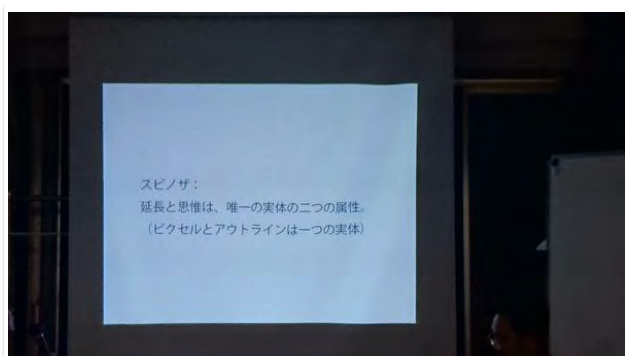 スピノザ：
延長と思惟は、唯一の実体の二つの属性。
（ピクセルとアウトラインは一つの実体）